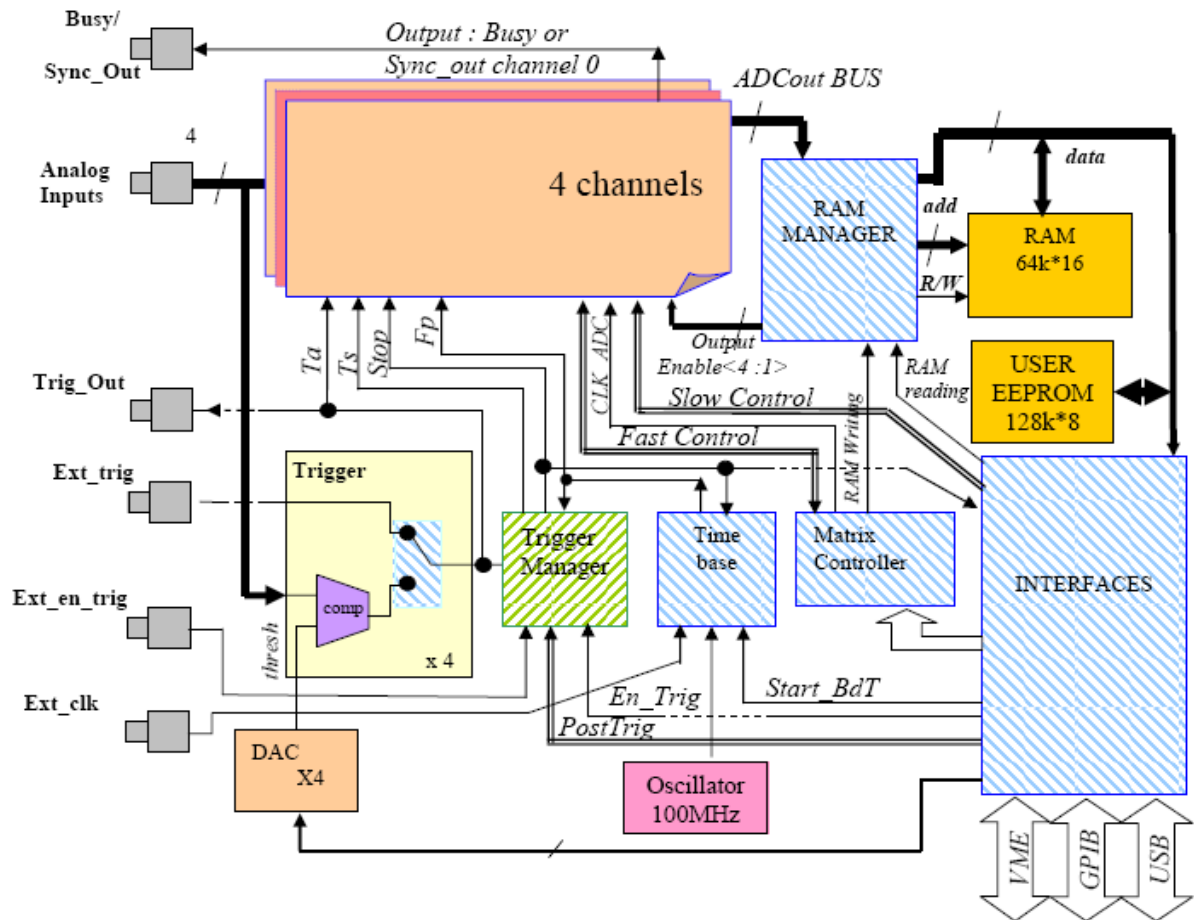 Busy/
Sync_Out
Output : Busy or
Sync_out channel 0
ADCout BUS
4
Analog
Inputs
4 channels
data
RAM
MANAGER
add
RAM
64k*16
R/W
Ta
Ts
Stop
Fp
CLK_ADC
Output
Enable<4 :1>
RAM
reading
USER
EEPROM
128k*8
Trig_Out
Slow Control
Fast Control
RAM Writing
Ext_trig
Trigger
Trigger
Manager
Time
base
Matrix
Controller
INTERFACES
Ext_en_trig
comp
thresh
x 4
Ext_clk
En_Trig
Start_BdT
PostTrig
DAC
X4
Oscillator
100MHz
VME
GPIB
USB